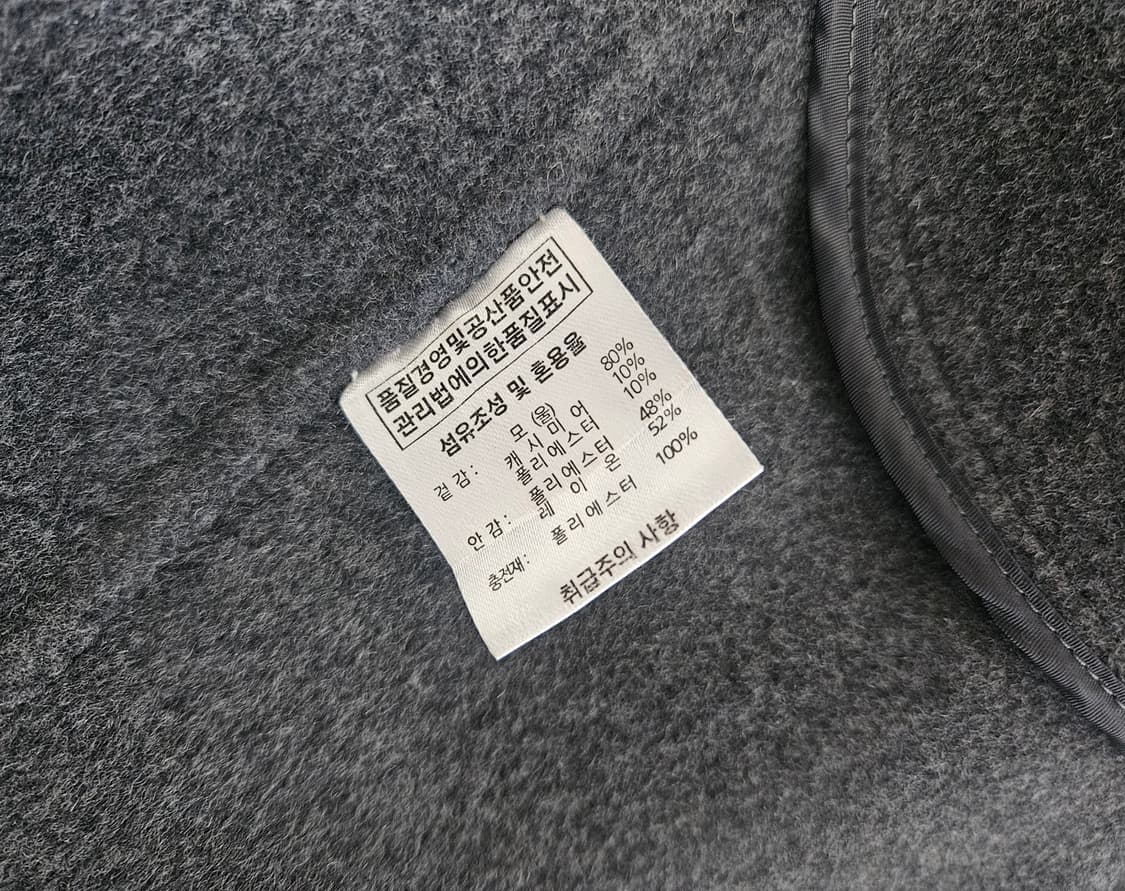 품질경영및공산품안전
관리법에의한품질표시
섬유조성 및 혼용율
겉감: 모 (울) 80%
캐 시 미 어 10%
폴리에스터 10%
안감: 폴리에스터 48%
레 이 온 52%
충전재: 폴리에스터 100%
취급주의 사항